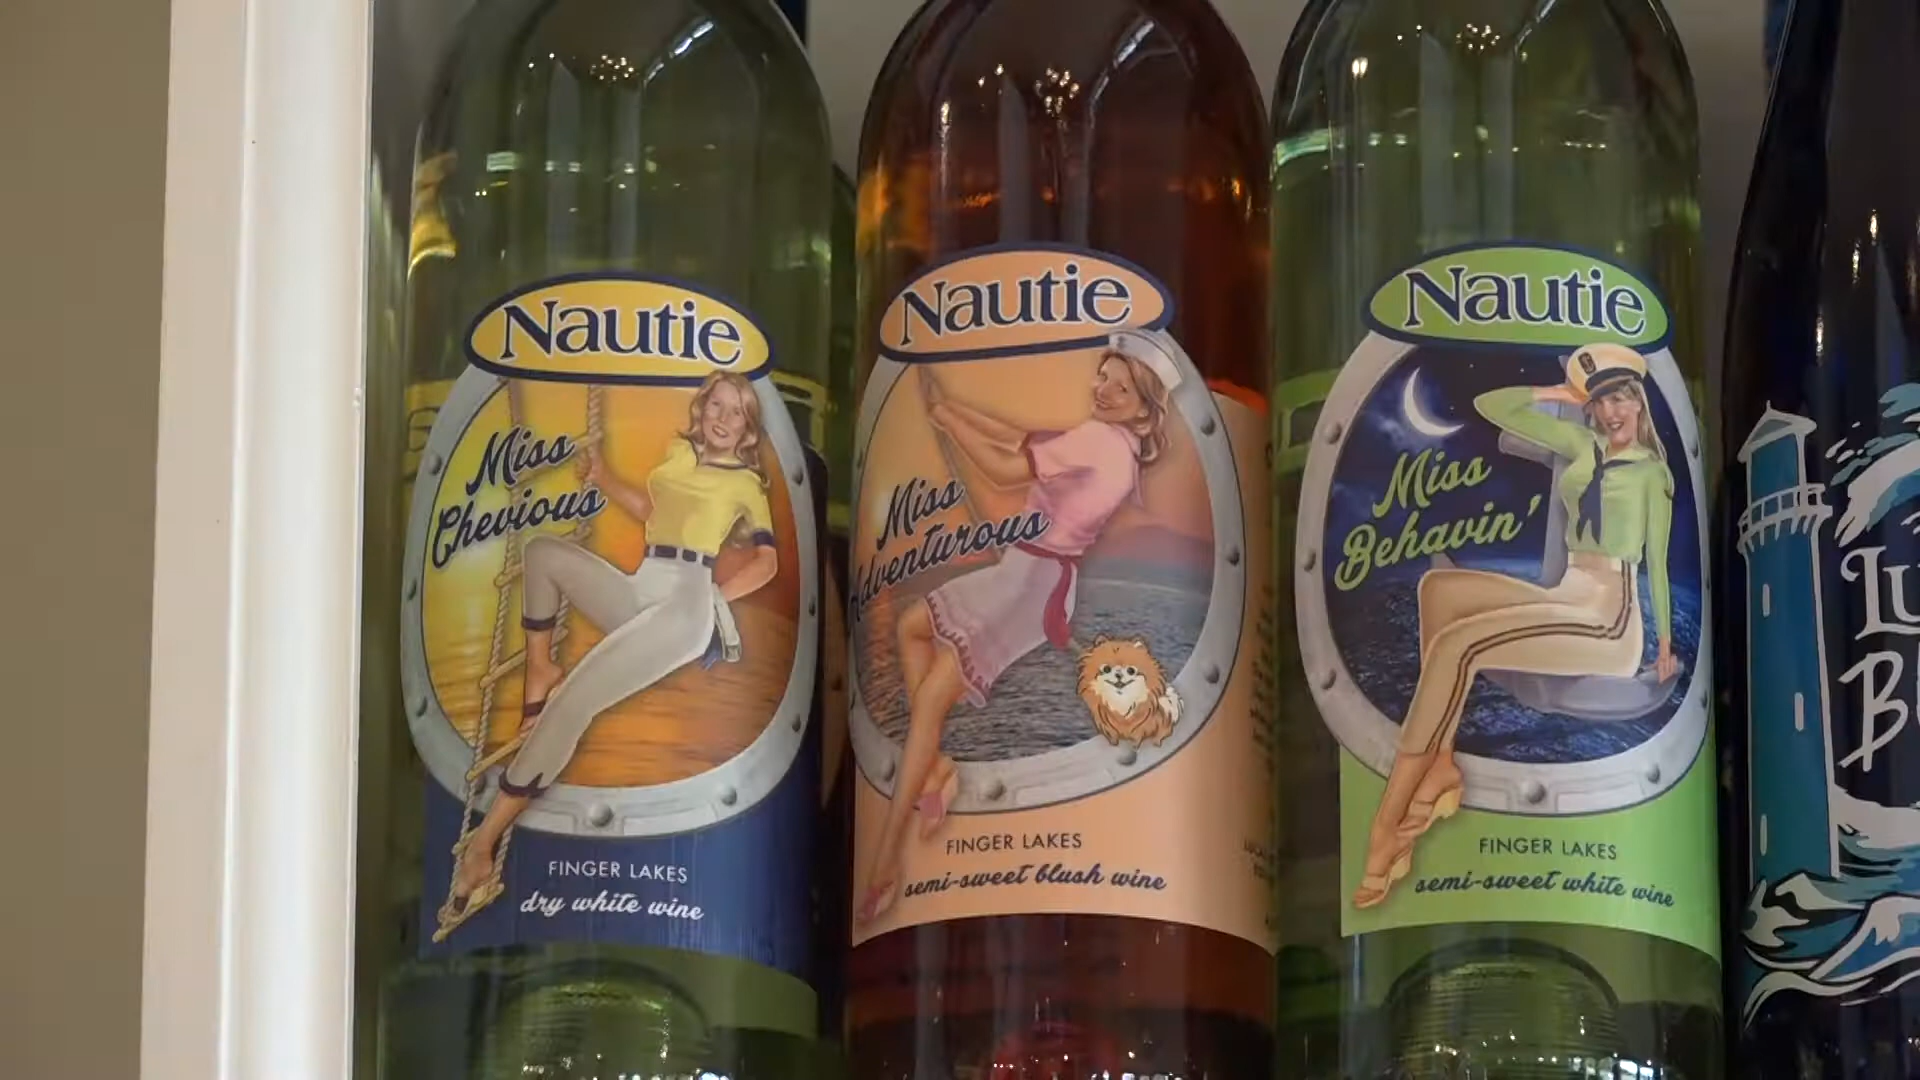 Nautie
Miss
Chevious
FINGER LAKES
dry white wine
Nautie
Miss
Adventurous
FINGER LAKES
semi-sweet blush wine
Nautie
Miss
Behavin'
FINGER LAKES
semi-sweet white wine